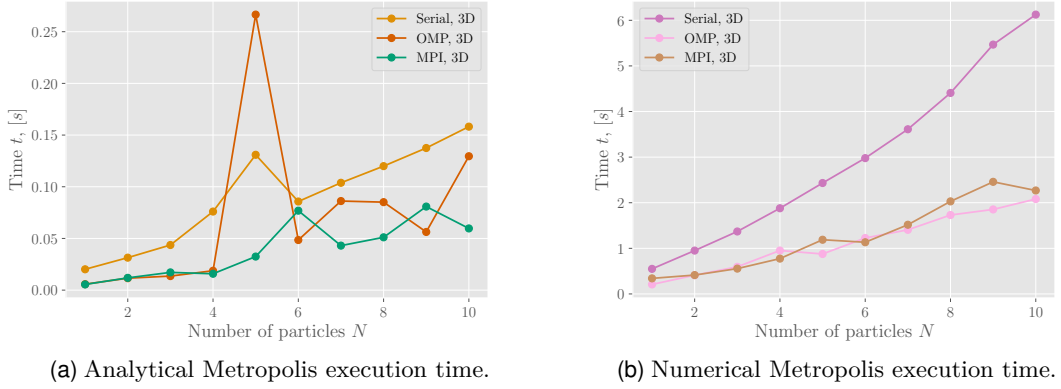 Serial, 3D
OMP, 3D
MPI, 3D
0.25
0.20
0.15
0.10
0.05
0.00
Time t, [s]
2
4
6
8
10
Number of particles N
(a) Analytical Metropolis execution time.
Serial, 3D
OMP, 3D
MPI, 3D
6
5
4
3
2
1
0
Time t, [s]
2
4
6
8
10
Number of particles N
(b) Numerical Metropolis execution time.